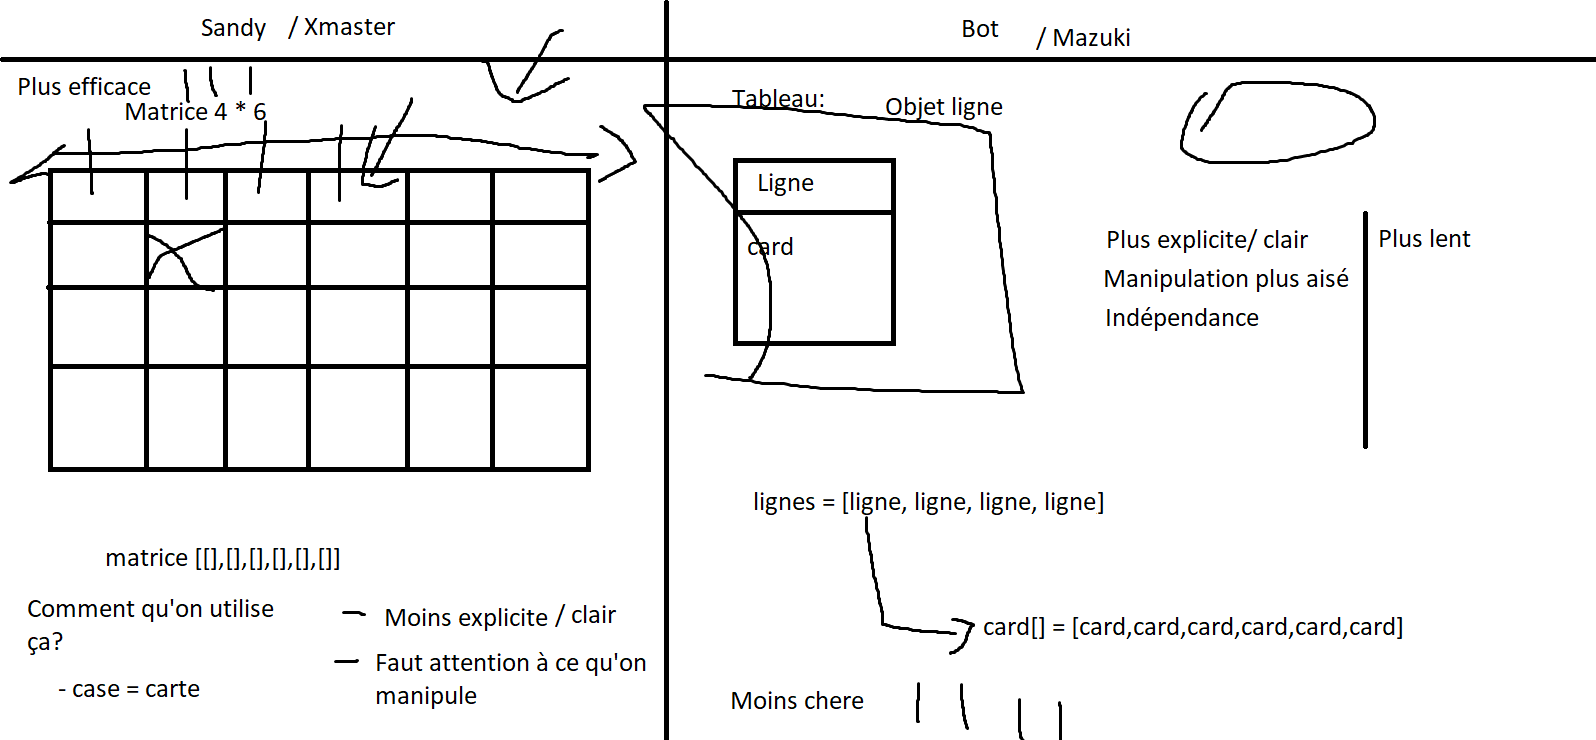 Sandy / Xmaster
Plus efficace
Matrice 4 * 6
matrice [[],[],[],[],[],[]]
Comment qu'on utilise
ça?
- case = carte
Moins explicite / clair
Faut attention à ce qu'on
manipule
Bot / Mazuki
Tableau:
Objet ligne
Ligne
card
Plus explicite/ clair
Manipulation plus aisé
Indépendance
Plus lent
lignes = [ligne, ligne, ligne, ligne]
card[] = [card,card,card,card,card,card]
Moins chere